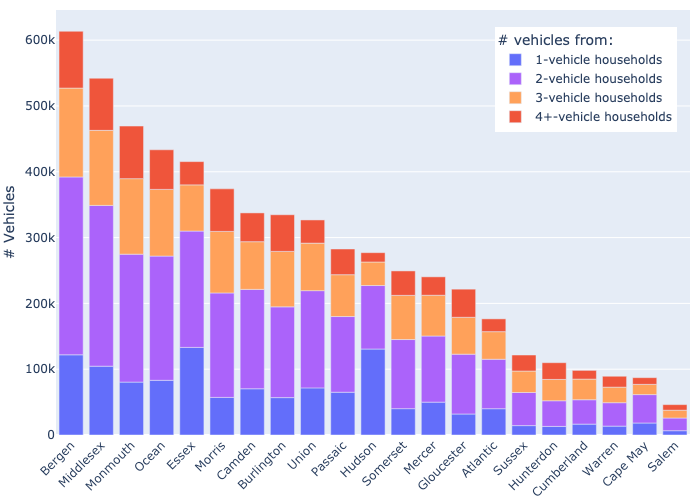 # vehicles from:
1-vehicle households
2-vehicle households
3-vehicle households
4+-vehicle households
# Vehicles
600k
500k
400k
300k
200k
100k
0
Bergen
Middlesex
Monmouth
Ocean
Essex
Morris
Camden
Burlington
Union
Passaic
Hudson
Somerset
Mercer
Gloucester
Atlantic
Sussex
Hunterdon
Cumberland
Warren
Cape May
Salem